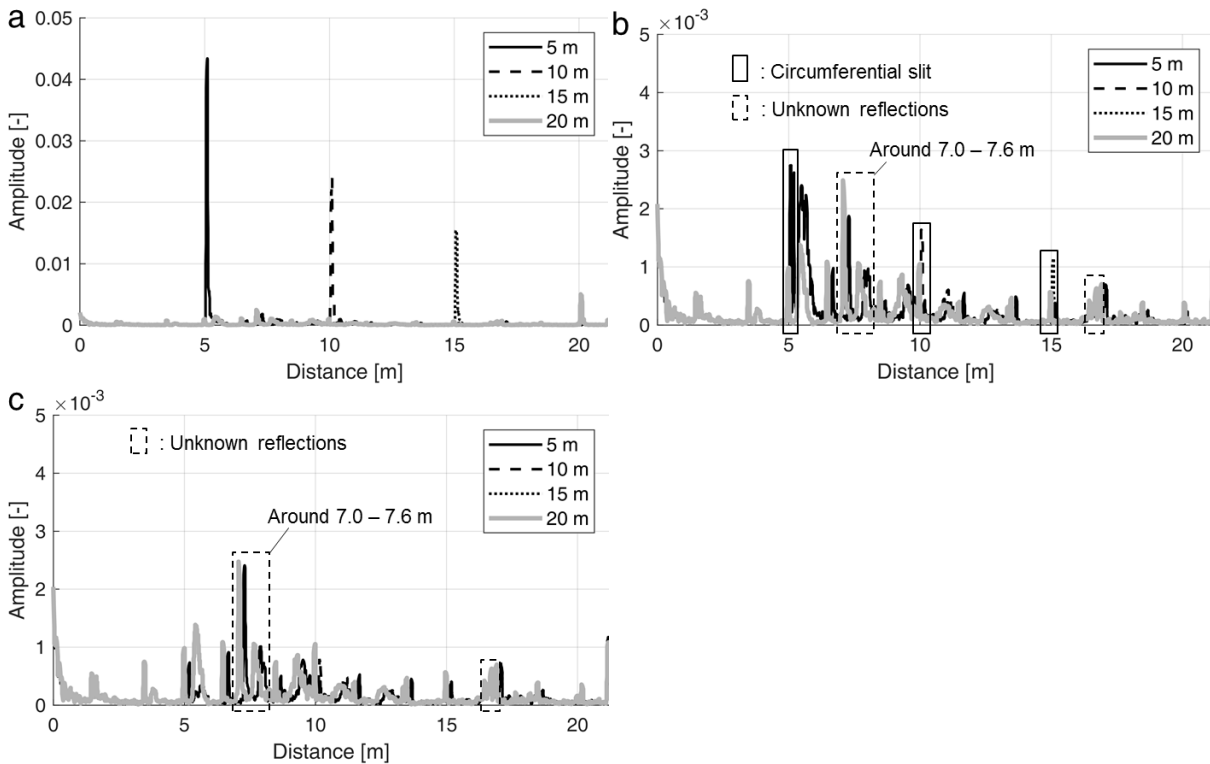 a
0.05
0.04
0.03
0.02
0.01
0
Amplitude [-]
0 5 10 15 20
Distance [m]
5 m
10 m
15 m
20 m
b
×10⁻³
5
4
3
2
1
0
Amplitude [-]
: Circumferential slit
: Unknown reflections
Around 7.0 – 7.6 m
5 m
10 m
15 m
20 m
0 5 10 15 20
Distance [m]
c
×10⁻³
5
4
3
2
1
0
Amplitude [-]
: Unknown reflections
Around 7.0 – 7.6 m
5 m
10 m
15 m
20 m
0 5 10 15 20
Distance [m]